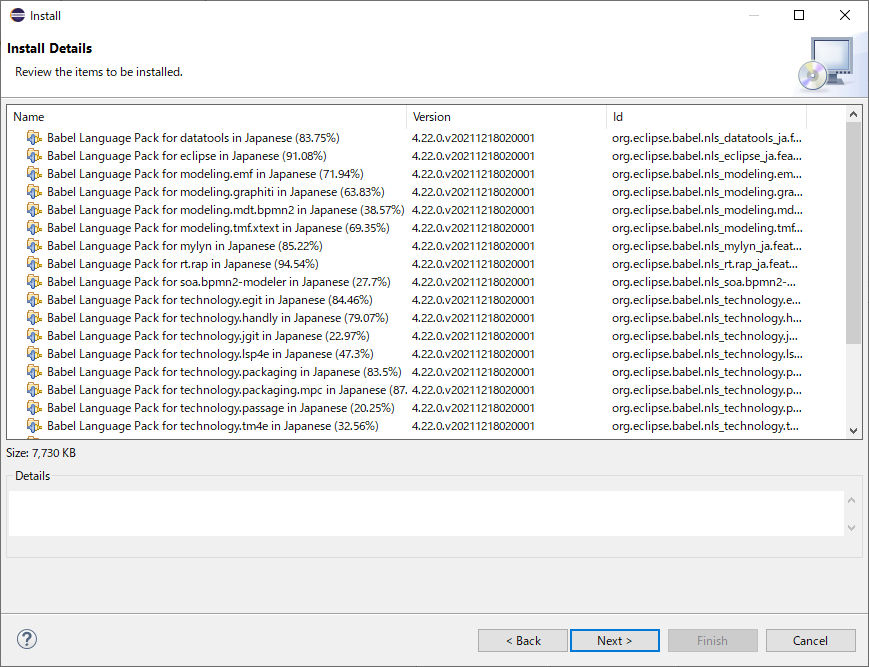 Install
Install Details
Review the items to be installed.
Name Version Id
Babel Language Pack for datatools in Japanese (83.75%) 4.22.0.v20211218020001 org.eclipse.babel.nls_datatools_ja.f...
Babel Language Pack for eclipse in Japanese (91.08%) 4.22.0.v20211218020001 org.eclipse.babel.nls_eclipse_ja.fea...
Babel Language Pack for modeling.emf in Japanese (71.94%) 4.22.0.v20211218020001 org.eclipse.babel.nls_modeling.em...
Babel Language Pack for modeling.graphiti in Japanese (63.83%) 4.22.0.v20211218020001 org.eclipse.babel.nls_modeling.gra...
Babel Language Pack for modeling.mdt.bpmn2 in Japanese (38.57%) 4.22.0.v20211218020001 org.eclipse.babel.nls_modeling.md...
Babel Language Pack for modeling.tmf.xtext in Japanese (69.35%) 4.22.0.v20211218020001 org.eclipse.babel.nls_modeling.tmf...
Babel Language Pack for mylyn in Japanese (85.22%) 4.22.0.v20211218020001 org.eclipse.babel.nls_mylyn_ja.feat...
Babel Language Pack for rt.rap in Japanese (94.54%) 4.22.0.v20211218020001 org.eclipse.babel.nls_rt.rap_ja.feat...
Babel Language Pack for soa.bpmn2-modeler in Japanese (27.7%) 4.22.0.v20211218020001 org.eclipse.babel.nls_soa.bpmn2-...
Babel Language Pack for technology.egit in Japanese (84.46%) 4.22.0.v20211218020001 org.eclipse.babel.nls_technology.e...
Babel Language Pack for technology.handly in Japanese (79.07%) 4.22.0.v20211218020001 org.eclipse.babel.nls_technology.h...
Babel Language Pack for technology.jgit in Japanese (22.97%) 4.22.0.v20211218020001 org.eclipse.babel.nls_technology.j...
Babel Language Pack for technology.lsp4e in Japanese (47.3%) 4.22.0.v20211218020001 org.eclipse.babel.nls_technology.ls...
Babel Language Pack for technology.packaging in Japanese (83.5%) 4.22.0.v20211218020001 org.eclipse.babel.nls_technology.p...
Babel Language Pack for technology.packaging.mpc in Japanese (87. 4.22.0.v20211218020001 org.eclipse.babel.nls_technology.p...
Babel Language Pack for technology.passage in Japanese (20.25%) 4.22.0.v20211218020001 org.eclipse.babel.nls_technology.p...
Babel Language Pack for technology.tm4e in Japanese (32.56%) 4.22.0.v20211218020001 org.eclipse.babel.nls_technology.t...
Size: 7,730 KB
Details
? < Back Next > Finish Cancel